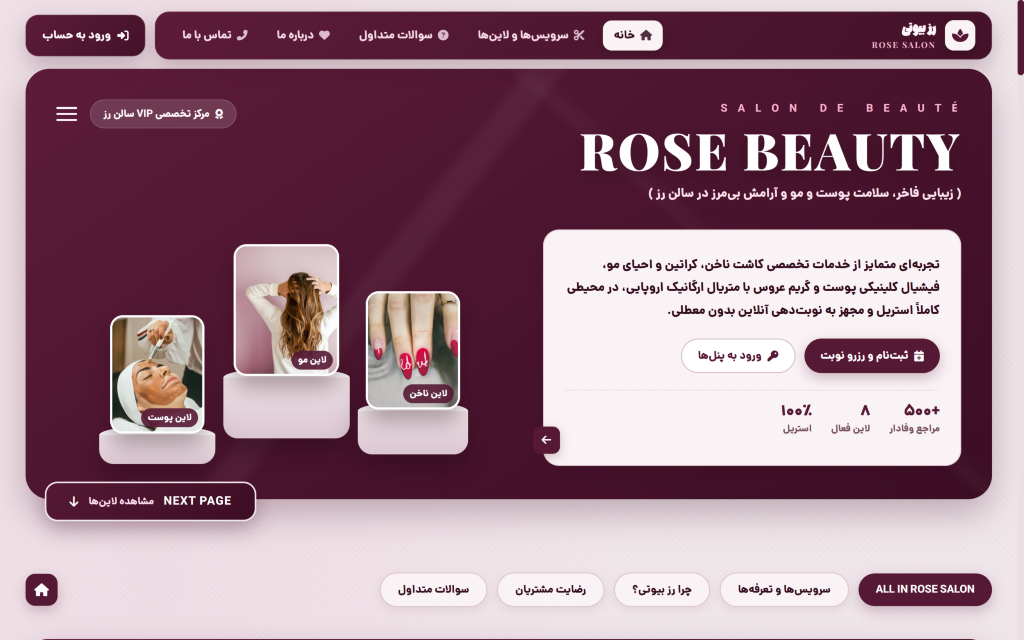 رز بیوتی
ROSE SALON
خانه
سرویس‌ها و لاین‌ها
سوالات متداول
درباره ما
تماس با ما
ورود به حساب
SALON DE BEAUTÉ
ROSE BEAUTY
( زیبایی فاخر، سلامت پوست و مو و آرامش بی‌مرز در سالن رز )
مرکز تخصصی VIP سالن رز
تجربه‌ای متمایز از خدمات تخصصی کاشت ناخن، کراتین و احیای مو،
فیشیال کلینیکی پوست و گریم عروس با متریال ارگانیک اروپایی، در محیطی
کاملاً استریل و مجهز به نوبت‌دهی آنلاین بدون معطلی.
ثبت‌نام و رزرو نوبت
ورود به پنل‌ها
+۵۰۰
مراجع وفادار
۸
لاین فعال
۱۰۰٪
استریل
لاین ناخن
لاین مو
لاین پوست
NEXT PAGE مشاهده لاین‌ها
ALL IN ROSE SALON
سرویس‌ها و تعرفه‌ها
چرا رز بیوتی؟
رضایت مشتریان
سوالات متداول